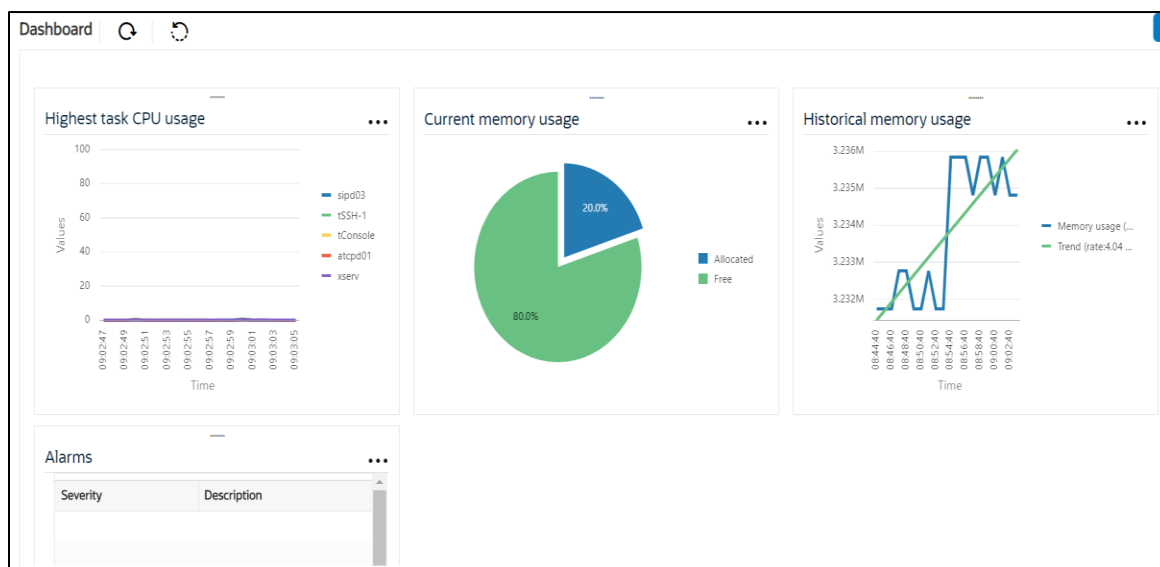 Dashboard
Highest task CPU usage
...
100
80
60
40
20
0
Values
09:02:47
09:02:49
09:02:51
09:02:53
09:02:55
09:02:57
09:02:59
09:03:01
09:03:03
09:03:05
Time
sipd03
tSSH-1
tConsole
atcpd01
xserv
Current memory usage
...
20.0%
80.0%
Allocated
Free
Historical memory usage
...
3.236M
3.235M
3.234M
3.233M
3.232M
Values
08:44:40
08:46:40
08:48:40
08:50:40
08:52:40
08:54:40
08:56:40
08:58:40
09:00:40
09:02:40
Time
Memory usage (...
Trend (rate:4.04 ...
Alarms
...
Severity Description